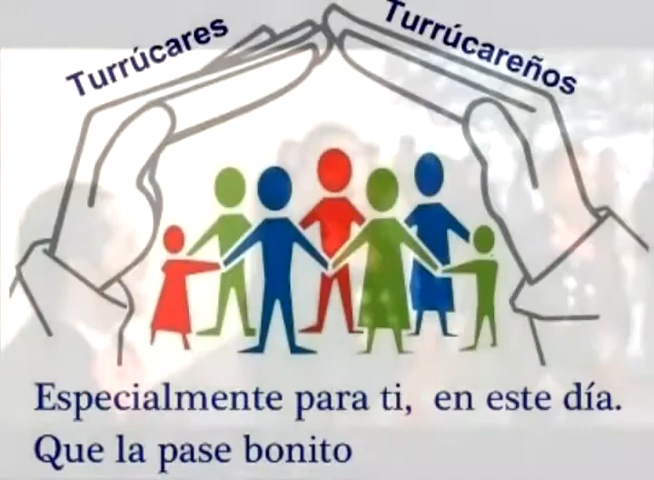 Turrúcares
Turrúcareños
Especialmente para ti, en este día.
Que la pase bonito